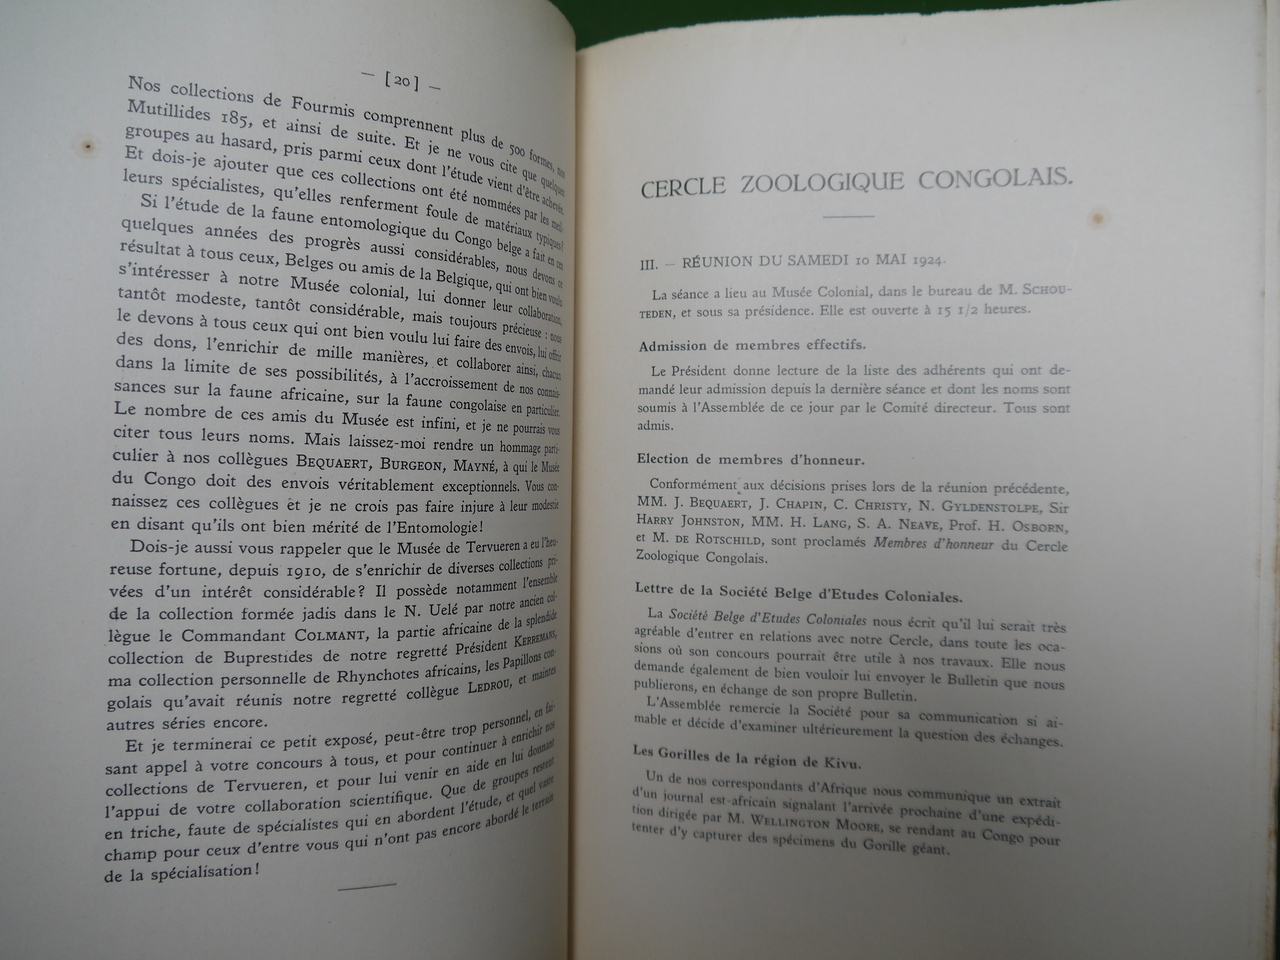 — [20] —
Nos collections de Fourmis comprennent plus de 500 formes, nos
Mutillides 185, et ainsi de suite. Et je ne vous cite que quelques
groupes au hasard, pris parmi ceux dont l'étude vient d'être achevée.
Et dois-je ajouter que ces collections ont été nommées par les meil-
leurs spécialistes, qu'elles renferment foule de matériaux typiques!
Si l'étude de la faune entomologique du Congo belge a fait en ces
quelques années des progrès aussi considérables, nous devons ce
résultat à tous ceux, Belges ou amis de la Belgique, qui ont bien voulu
s'intéresser à notre Musée colonial, lui donner leur collaboration,
tantôt modeste, tantôt considérable, mais toujours précieuse : nous
le devons à tous ceux qui ont bien voulu lui faire des envois, lui offrir
des dons, l'enrichir de mille manières, et collaborer ainsi, chacun
dans la limite de ses possibilités, à l'accroissement de nos connais-
sances sur la faune africaine, sur la faune congolaise en particulier.
Le nombre de ces amis du Musée est infini, et je ne pourrais vous
citer tous leurs noms. Mais laissez-moi rendre un hommage parti-
culier à nos collègues BEQUAERT, BURGEON, MAYNÉ, à qui le Musée
du Congo doit des envois véritablement exceptionnels. Vous con-
naissez ces collègues et je ne crois pas faire injure à leur modestie
en disant qu'ils ont bien mérité de l'Entomologie!
Dois-je aussi vous rappeler que le Musée de Tervueren a eu l'heu-
reuse fortune, depuis 1910, de s'enrichir de diverses collections pri-
vées d'un intérêt considérable? Il possède notamment l'ensemble
de la collection formée jadis dans le N. Uelé par notre ancien col-
lègue le Commandant COLMANT, la partie africaine de la splendide
collection de Buprestides de notre regretté Président KERREMANS,
ma collection personnelle de Rhynchotes africains, les Papillons con-
golais qu'avait réunis notre regretté collègue LEDROU, et maintes
autres séries encore.
Et je terminerai ce petit exposé, peut-être trop personnel, en fai-
sant appel à votre concours à tous, et pour continuer à enrichir nos
collections de Tervueren, et pour lui venir en aide en lui donnant
l'appui de votre collaboration scientifique. Que de groupes restent
en friche, faute de spécialistes qui en abordent l'étude, et quel vaste
champ pour ceux d'entre vous qui n'ont pas encore abordé le terrain
de la spécialisation!
CERCLE ZOOLOGIQUE CONGOLAIS.
III. — RÉUNION DU SAMEDI 10 MAI 1924.
La séance a lieu au Musée Colonial, dans le bureau de M. SCHOU-
TEDEN, et sous sa présidence. Elle est ouverte à 15 1/2 heures.
Admission de membres effectifs.
Le Président donne lecture de la liste des adhérents qui ont de-
mandé leur admission depuis la dernière séance et dont les noms sont
soumis à l'Assemblée de ce jour par le Comité directeur. Tous sont
admis.
Election de membres d'honneur.
Conformément aux décisions prises lors de la réunion précédente,
MM. J. BEQUAERT, J. CHAPIN, C. CHRISTY, N. GYLDENSTOLPE, Sir
HARRY JOHNSTON, MM. H. LANG, S. A. NEAVE, Prof. H. OSBORN,
et M. DE ROTSCHILD, sont proclamés Membres d'honneur du Cercle
Zoologique Congolais.
Lettre de la Société Belge d'Etudes Coloniales.
La Société Belge d'Etudes Coloniales nous écrit qu'il lui serait très
agréable d'entrer en relations avec notre Cercle, dans toute les oca-
sions où son concours pourrait être utile à nos travaux. Elle nous
demande également de bien vouloir lui envoyer le Bulletin que nous
publierons, en échange de son propre Bulletin.
L'Assemblée remercie la Société pour sa communication si ai-
mable et décide d'examiner ultérieurement la question des échanges.
Les Gorilles de la région de Kivu.
Un de nos correspondants d'Afrique nous communique un extrait
d'un journal est-africain signalant l'arrivée prochaine d'une expédi-
tion dirigée par M. WELLINGTON MOORE, se rendant au Congo pour
tenter d'y capturer des spécimens du Gorille géant.